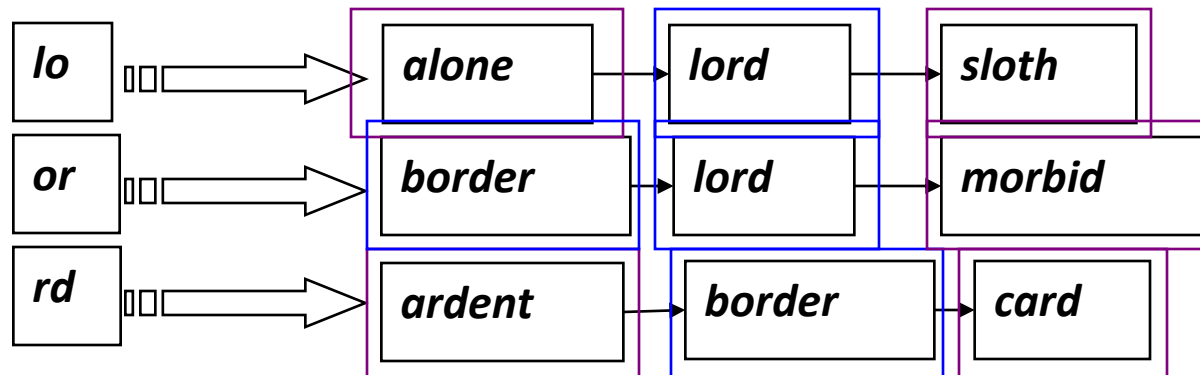 lo alone lord sloth
or border lord morbid
rd ardent border card